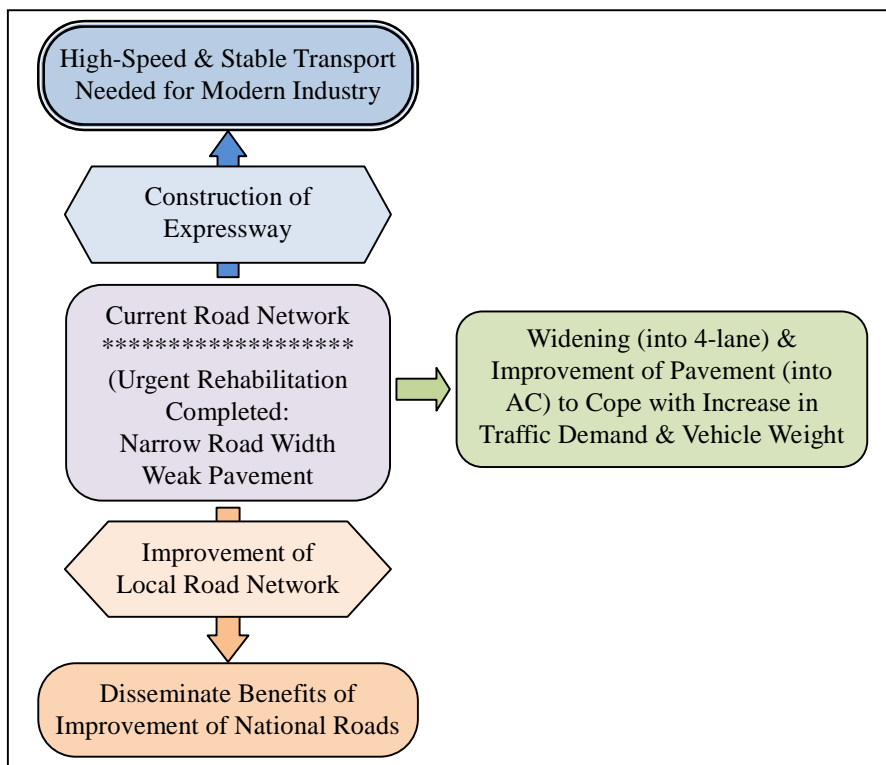 High-Speed & Stable Transport
Needed for Modern Industry
Construction of
Expressway
Current Road Network
*******************
(Urgent Rehabilitation
Completed:
Narrow Road Width
Weak Pavement
Widening (into 4-lane) &
Improvement of Pavement (into
AC) to Cope with Increase in
Traffic Demand & Vehicle Weight
Improvement of
Local Road Network
Disseminate Benefits of
Improvement of National Roads